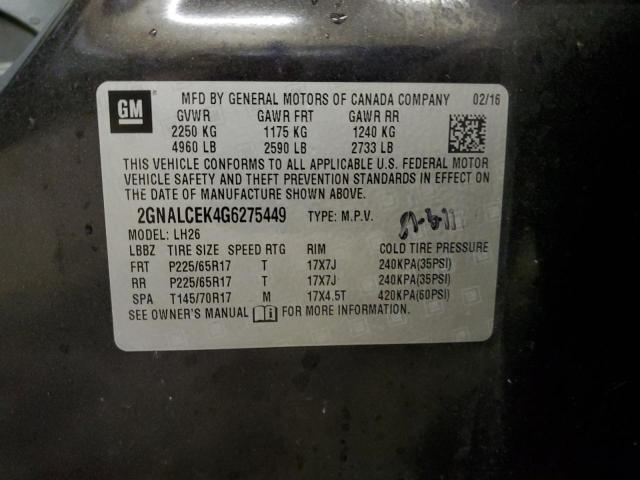 GM
MFD BY GENERAL MOTORS OF CANADA COMPANY 02/16
GVWR GAWR FRT GAWR RR
2250 KG 1175 KG 1240 KG
4960 LB 2590 LB 2733 LB
THIS VEHICLE CONFORMS TO ALL APPLICABLE U.S. FEDERAL MOTOR
VEHICLE SAFETY AND THEFT PREVENTION STANDARDS IN EFFECT ON
THE DATE OF MANUFACTURE SHOWN ABOVE.
2GNALCEK4G6275449 TYPE: M.P.V.
MODEL: LH26
LBBZ TIRE SIZE SPEED RTG RIM COLD TIRE PRESSURE
FRT P225/65R17 T 17X7J 240KPA(35PSI)
RR P225/65R17 T 17X7J 240KPA(35PSI)
SPA T145/70R17 M 17X4.5T 420KPA(60PSI)
SEE OWNER'S MANUAL FOR MORE INFORMATION.